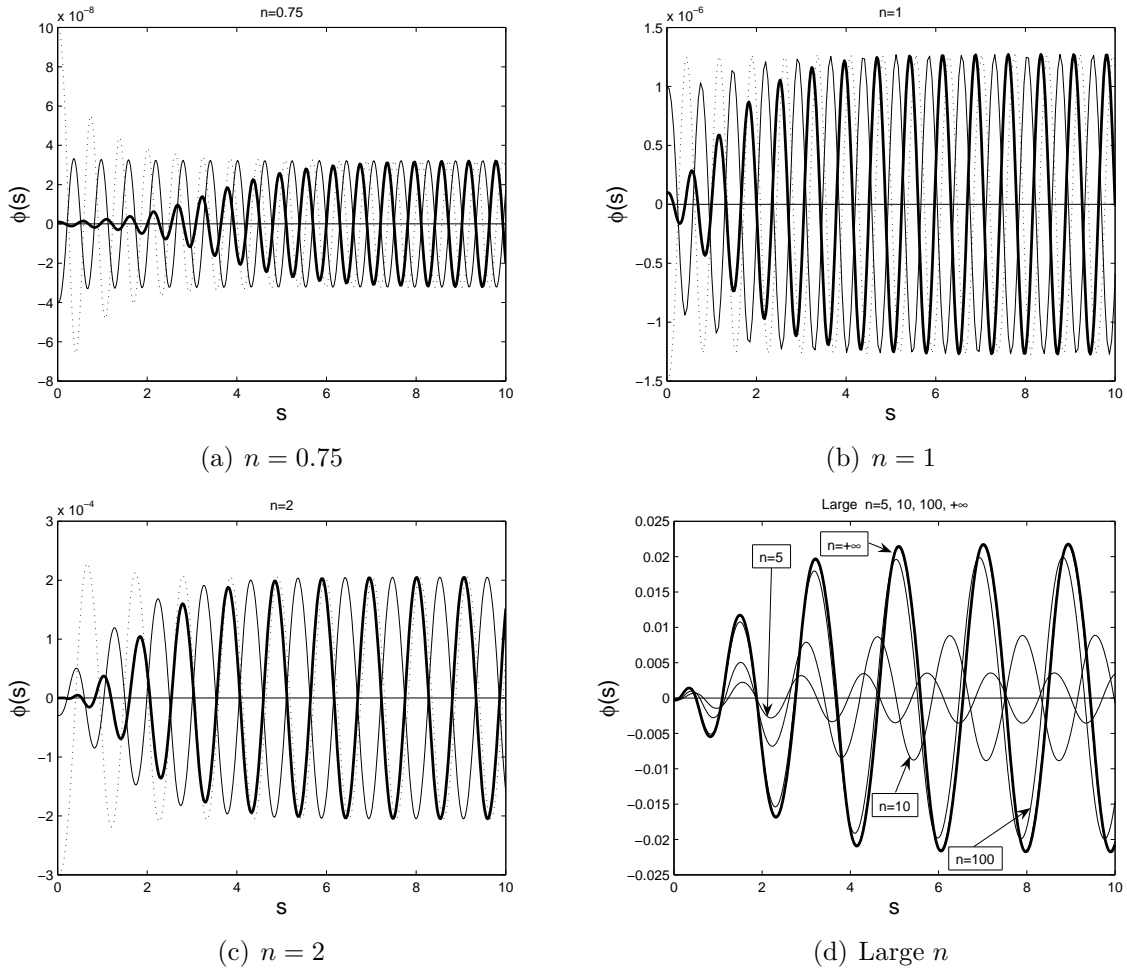 n=0.75
x 10⁻⁸
10
8
6
4
2
0
−2
−4
−6
−8
0 2 4 6 8 10
ϕ(s)
s
(a) n = 0.75
n=1
x 10⁻⁶
1.5
1
0.5
0
−0.5
−1
−1.5
0 2 4 6 8 10
ϕ(s)
s
(b) n = 1
n=2
x 10⁻⁴
3
2
1
0
−1
−2
−3
0 2 4 6 8 10
ϕ(s)
s
(c) n = 2
Large n=5, 10, 100, +∞
0.025
0.02
0.015
0.01
0.005
0
−0.005
−0.01
−0.015
−0.02
−0.025
0 2 4 6 8 10
ϕ(s)
s
n=+∞
n=5
n=10
n=100
(d) Large n